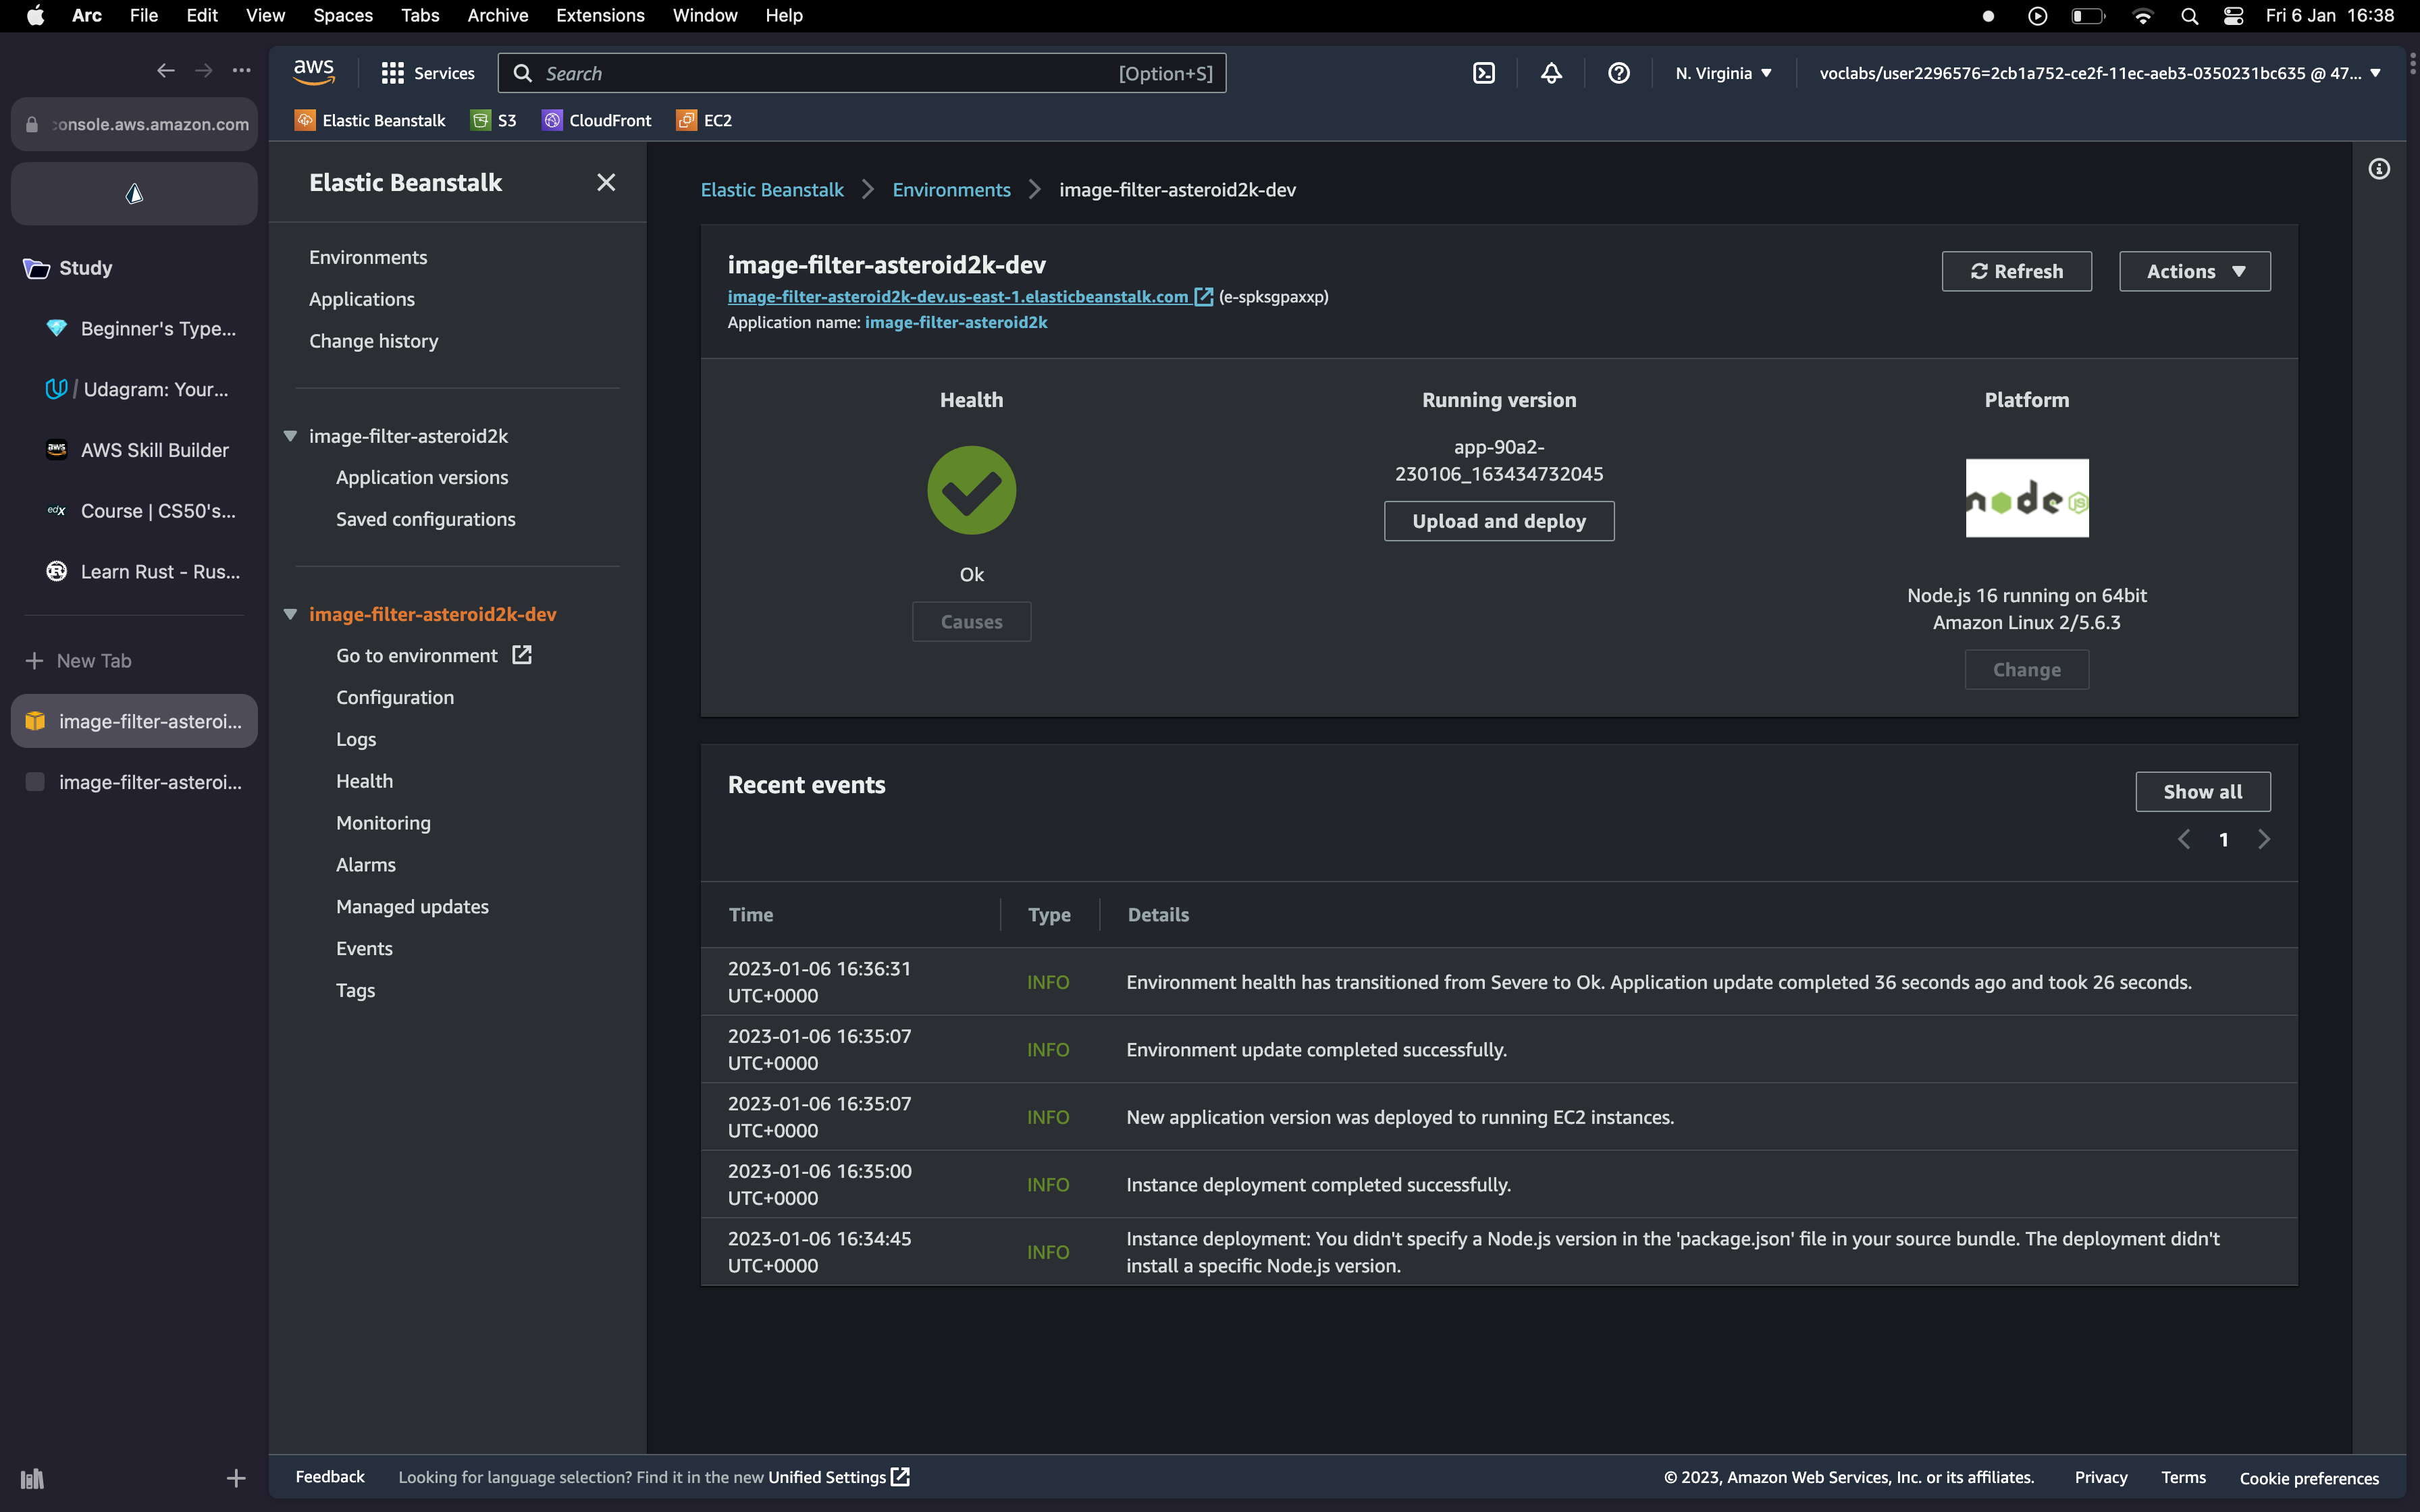 Arc File Edit View Spaces Tabs Archive Extensions Window Help Fri 6 Jan 16:38
console.aws.amazon.com
Study
Beginner's Type...
/ Udagram: Your...
aws AWS Skill Builder
edX Course | CS50's...
Learn Rust - Rus...
New Tab
image-filter-asteroi...
image-filter-asteroi...
aws Services Search [Option+S] N. Virginia voclabs/user2296576=2cb1a752-ce2f-11ec-aeb3-0350231bc635 @ 47...
Elastic Beanstalk S3 CloudFront EC2
Elastic Beanstalk
Environments
Applications
Change history
image-filter-asteroid2k
Application versions
Saved configurations
image-filter-asteroid2k-dev
Go to environment
Configuration
Logs
Health
Monitoring
Alarms
Managed updates
Events
Tags
Elastic Beanstalk Environments image-filter-asteroid2k-dev
image-filter-asteroid2k-dev
image-filter-asteroid2k-dev.us-east-1.elasticbeanstalk.com (e-spksgpaxxp)
Application name: image-filter-asteroid2k
Refresh Actions
Health
Ok
Causes
Running version
app-90a2-
230106_163434732045
Upload and deploy
Platform
node JS
Node.js 16 running on 64bit
Amazon Linux 2/5.6.3
Change
Recent events
Show all
1
Time Type Details
2023-01-06 16:36:31
UTC+0000
INFO
Environment health has transitioned from Severe to Ok. Application update completed 36 seconds ago and took 26 seconds.
2023-01-06 16:35:07
UTC+0000
INFO
Environment update completed successfully.
2023-01-06 16:35:07
UTC+0000
INFO
New application version was deployed to running EC2 instances.
2023-01-06 16:35:00
UTC+0000
INFO
Instance deployment completed successfully.
2023-01-06 16:34:45
UTC+0000
INFO
Instance deployment: You didn't specify a Node.js version in the 'package.json' file in your source bundle. The deployment didn't
install a specific Node.js version.
Feedback Looking for language selection? Find it in the new Unified Settings © 2023, Amazon Web Services, Inc. or its affiliates. Privacy Terms Cookie preferences